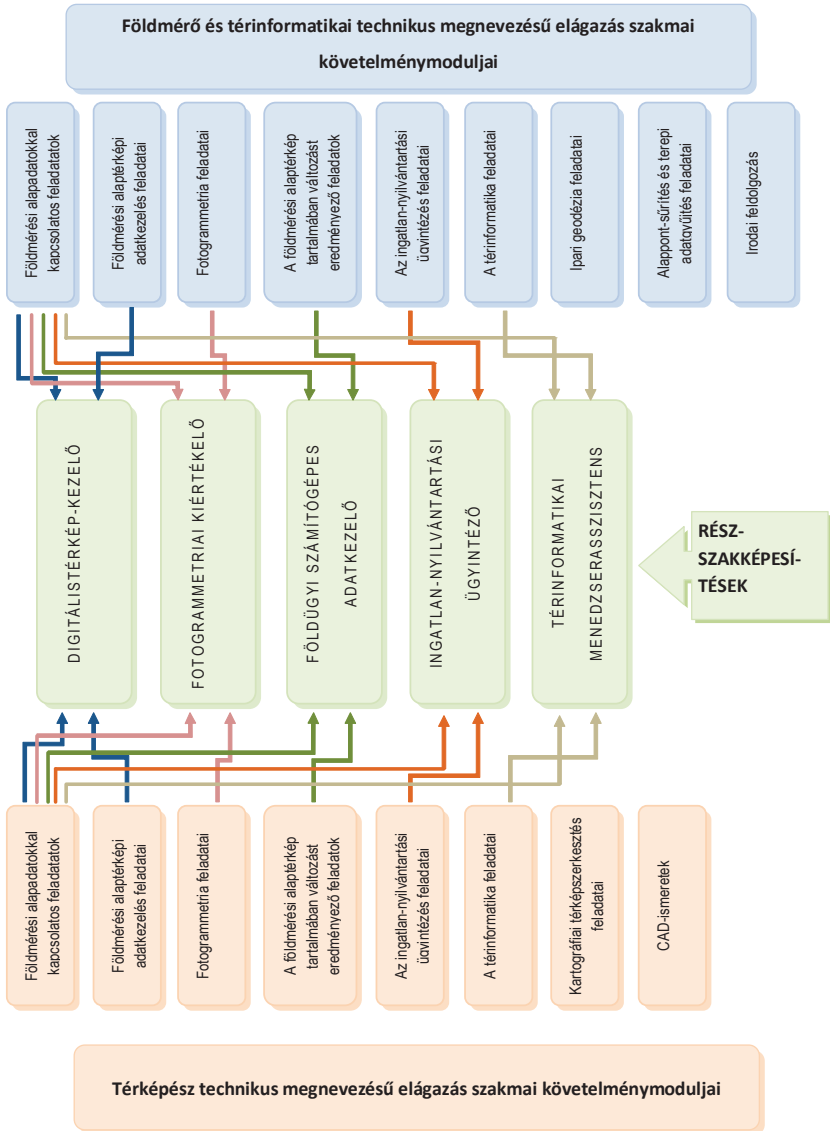 Földmérő és térinformatikai technikus megnevezésű elágazás szakmai
követelménymoduljai
Földmérési alapadatokkal
kapcsolatos feladatatok
Földmérési alaptérképi
adatkezelés feladatai
Fotogrammetria feladatai
A földmérési alaptérkép
tartalmában változást
eredményező feladatok
Az ingatlan-nyilvántartási
ügyintézés feladatai
A térinformatika feladatai
Ipari geodézia feladatai
Alappont-sűrítés és terepi
adatgyűjtés feladatai
Irodai feldolgozás
DIGITÁLISTÉRKÉP-KEZELŐ
FOTOGRAMMETRIAI KIÉRTÉKELŐ
FÖLDÜGYI SZÁMÍTÓGÉPES
ADATKEZELŐ
INGATLAN-NYILVÁNTARTÁSI
ÜGYINTÉZŐ
TÉRINFORMATIKAI
MENEDZSERASSZISZTENS
RÉSZ-
SZAKKÉPESÍ-
TÉSEK
Földmérési alapadatokkal
kapcsolatos feladatatok
Földmérési alaptérképi
adatkezelés feladatai
Fotogrammetria feladatai
A földmérési alaptérkép
tartalmában változást
eredményező feladatok
Az ingatlan-nyilvántartási
ügyintézés feladatai
A térinformatika feladatai
Kartográfiai térképszerkesztés
feladatai
CAD-ismeretek
Térképész technikus megnevezésű elágazás szakmai követelménymoduljai